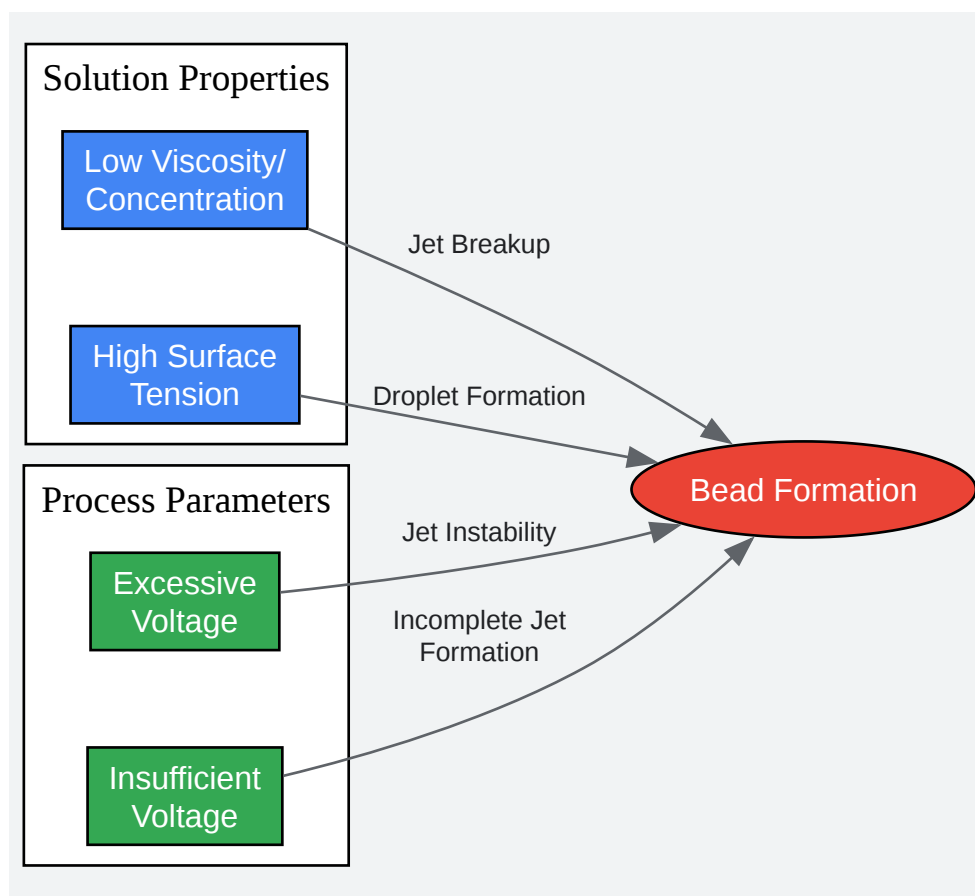 Solution Properties
Low Viscosity/
Concentration
Jet Breakup
High Surface
Tension
Droplet Formation
Bead Formation
Process Parameters
Jet Instability
Excessive
Voltage
Incomplete Jet
Formation
Insufficient
Voltage